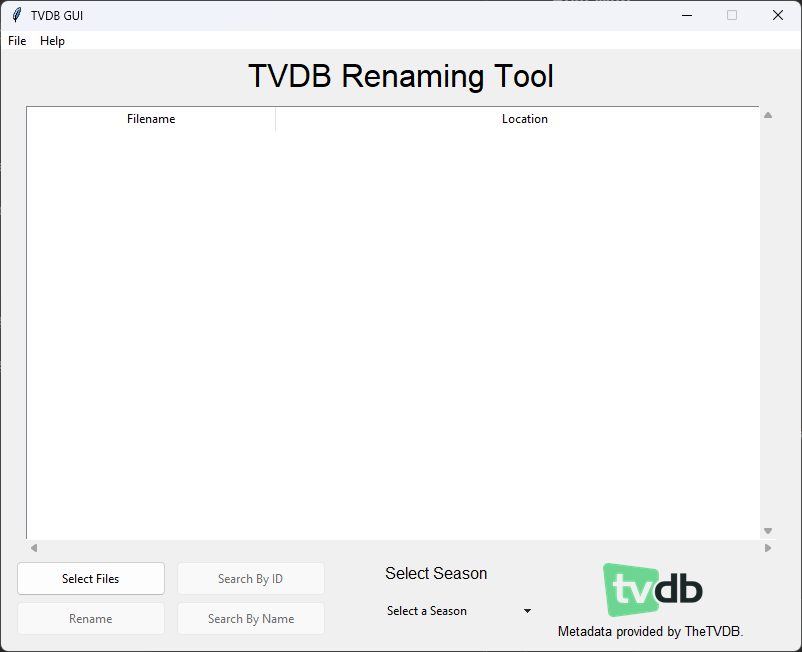 TVDB GUI
File Help
TVDB Renaming Tool
Filename Location
Select Files Search By ID
Rename Search By Name
Select Season
Select a Season
tvdb
Metadata provided by TheTVDB.